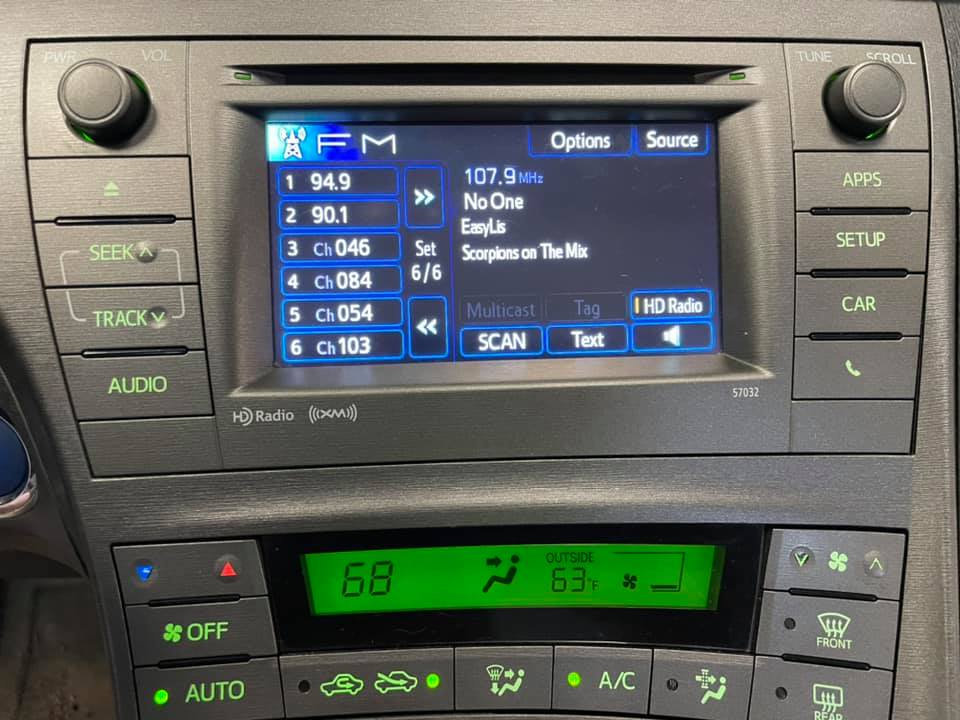 PWR VOL
TUNE SCROLL
FM
Options
Source
1 94.9
2 90.1
3 Ch 046
4 Ch 084
5 Ch 054
6 Ch 103
Set
6/6
107.9 MHz
No One
EasyLis
Scorpions on The Mix
Multicast
Tag
HD Radio
SCAN
Text
SEEK
TRACK
AUDIO
APPS
SETUP
CAR
HD Radio ((XM))
57032
68
OUTSIDE
63°F
OFF
AUTO
A/C
FRONT
REAR